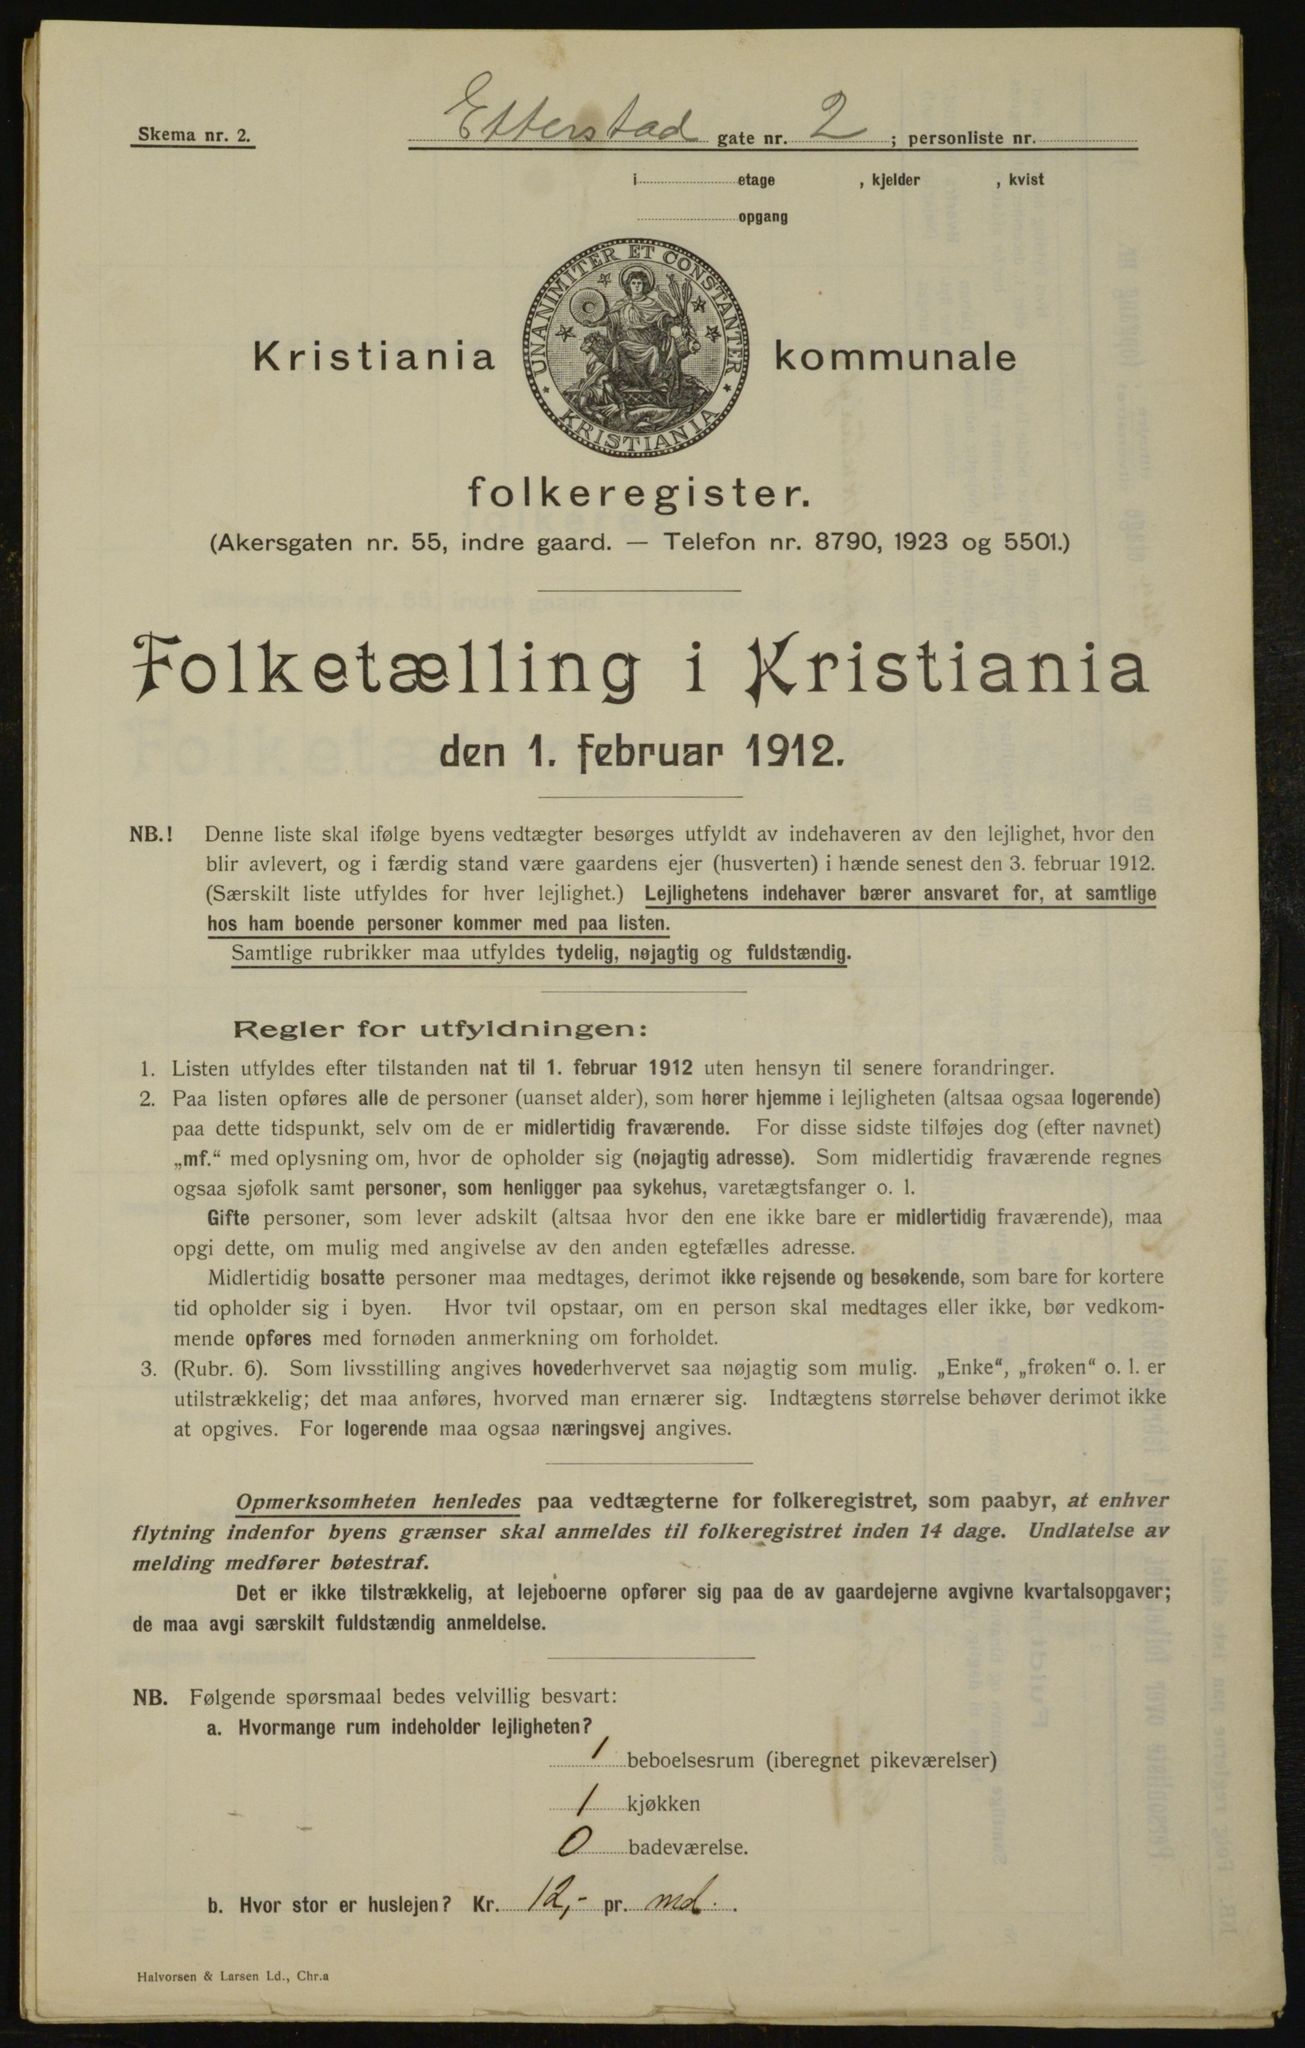 Skema nr. 2.
Etterstad gate nr. 2 ; personliste nr.
i etage , kjelder , kvist
opgang
UNANIMITER ET CONSTANTER
KRISTIANIA
Kristiania kommunale
folkeregister.
(Akersgaten nr. 55, indre gaard. — Telefon nr. 8790, 1923 og 5501.)
Folketælling i Kristiania
den 1. februar 1912.
NB.! Denne liste skal ifølge byens vedtægter besørges utfyldt av indehaveren av den lejlighet, hvor den
blir avlevert, og i færdig stand være gaardens ejer (husverten) i hænde senest den 3. februar 1912.
(Særskilt liste utfyldes for hver lejlighet.) Lejlighetens indehaver bærer ansvaret for, at samtlige
hos ham boende personer kommer med paa listen.
Samtlige rubrikker maa utfyldes tydelig, nøjagtig og fuldstændig.
Regler for utfyldningen:
1. Listen utfyldes efter tilstanden nat til 1. februar 1912 uten hensyn til senere forandringer.
2. Paa listen opføres alle de personer (uanset alder), som hører hjemme i lejligheten (altsaa ogsaa logerende)
paa dette tidspunkt, selv om de er midlertidig fraværende. For disse sidste tilføjes dog (efter navnet)
„mf.“ med oplysning om, hvor de opholder sig (nøjagtig adresse). Som midlertidig fraværende regnes
ogsaa sjøfolk samt personer, som henligger paa sykehus, varetægtsfanger o. l.
Gifte personer, som lever adskilt (altsaa hvor den ene ikke bare er midlertidig fraværende), maa
opgi dette, om mulig med angivelse av den anden egtefælles adresse.
Midlertidig bosatte personer maa medtages, derimot ikke rejsende og besøkende, som bare for kortere
tid opholder sig i byen. Hvor tvil opstaar, om en person skal medtages eller ikke, bør vedkom-
mende opføres med fornøden anmerkning om forholdet.
3. (Rubr. 6). Som livsstilling angives hovederhvervet saa nøjagtig som mulig. „Enke“, „frøken“ o. l. er
utilstrækkelig; det maa anføres, hvorved man ernærer sig. Indtægtens størrelse behøver derimot ikke
at opgives. For logerende maa ogsaa næringsvej angives.
Opmerksomheten henledes paa vedtægterne for folkeregistret, som paabyr, at enhver
flytning indenfor byens grænser skal anmeldes til folkeregistret inden 14 dage. Undlatelse av
melding medfører bøtestraf.
Det er ikke tilstrækkelig, at lejeboerne opfører sig paa de av gaardejerne avgivne kvartalsopgaver;
de maa avgi særskilt fuldstændig anmeldelse.
NB. Følgende spørsmaal bedes velvillig besvart:
a. Hvormange rum indeholder lejligheten?
1 beboelsesrum (iberegnet pikeværelser)
1 kjøkken
0 badeværelse.
b. Hvor stor er huslejen? Kr. 12,- pr. md.
Halvorsen & Larsen Ld., Chr.a